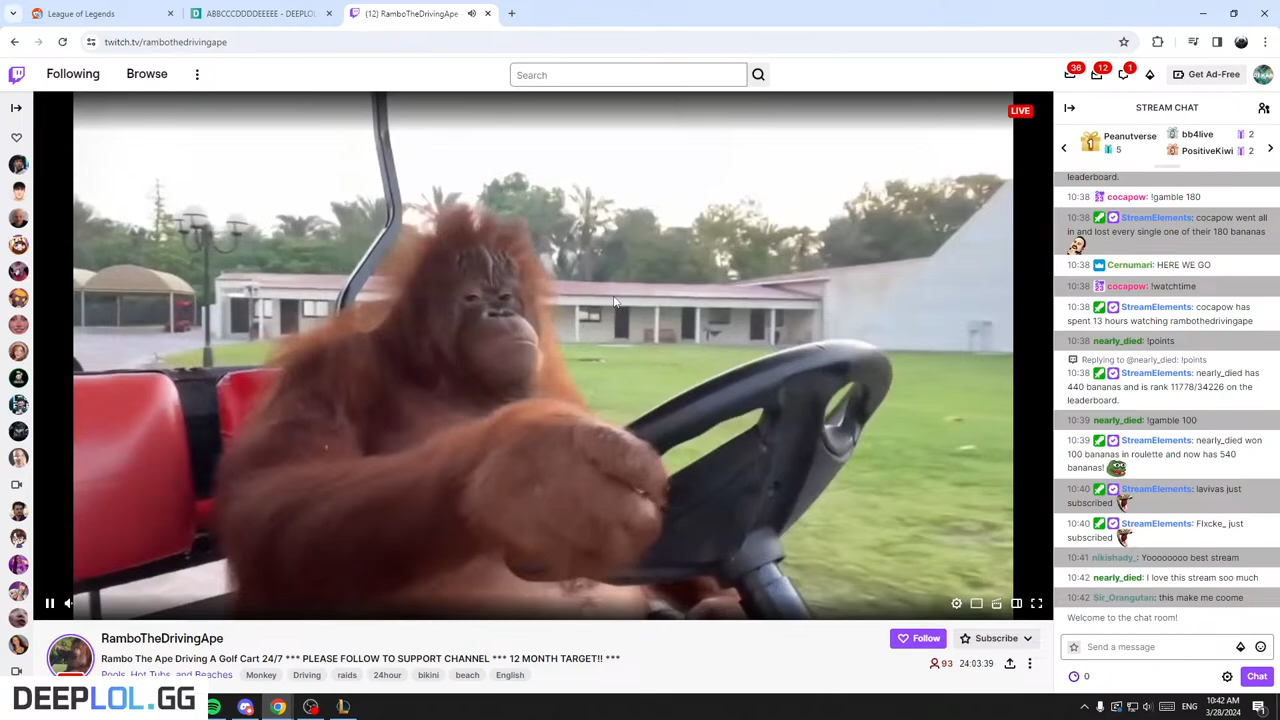 League of Legends
ABBCCCDDDDEEEEE - DEEPLOL
(12) RamboTheDrivingApe
twitch.tv/rambothedrivingape
Following
Browse
Search
36
12
1
Get Ad-Free
LIVE
STREAM CHAT
1
Peanutverse
5
bb4live
2
PositiveKiwi
2
leaderboard.
10:38 cocapow: !gamble 180
10:38 StreamElements: cocapow went all
in and lost every single one of their 180 bananas
10:38 Cernumari: HERE WE GO
10:38 cocapow: !watchtime
10:38 StreamElements: cocapow has
spent 13 hours watching rambothedrivingape
10:38 nearly_died: !points
Replying to @nearly_died: !points
10:38 StreamElements: nearly_died has
440 bananas and is rank 11778/34226 on the
leaderboard.
10:39 nearly_died: !gamble 100
10:39 StreamElements: nearly_died won
100 bananas in roulette and now has 540
bananas!
10:40 StreamElements: lavivas just
subscribed
10:40 StreamElements: FIxcke_ just
subscribed
10:41 nikishady_: Yoooooooo best stream
10:42 nearly_died: I love this stream soo much
10:42 Sir_Orangutan: this make me coome
Welcome to the chat room!
Send a message
0
Chat
RamboTheDrivingApe
Follow
Subscribe
Rambo The Ape Driving A Golf Cart 24/7 *** PLEASE FOLLOW TO SUPPORT CHANNEL *** 12 MONTH TARGET!! ***
93
24:03:39
Pools, Hot Tubs, and Beaches
Monkey
Driving
raids
24hour
bikini
beach
English
DEEPLOL.GG
ENG
10:42 AM
3/28/2024
1